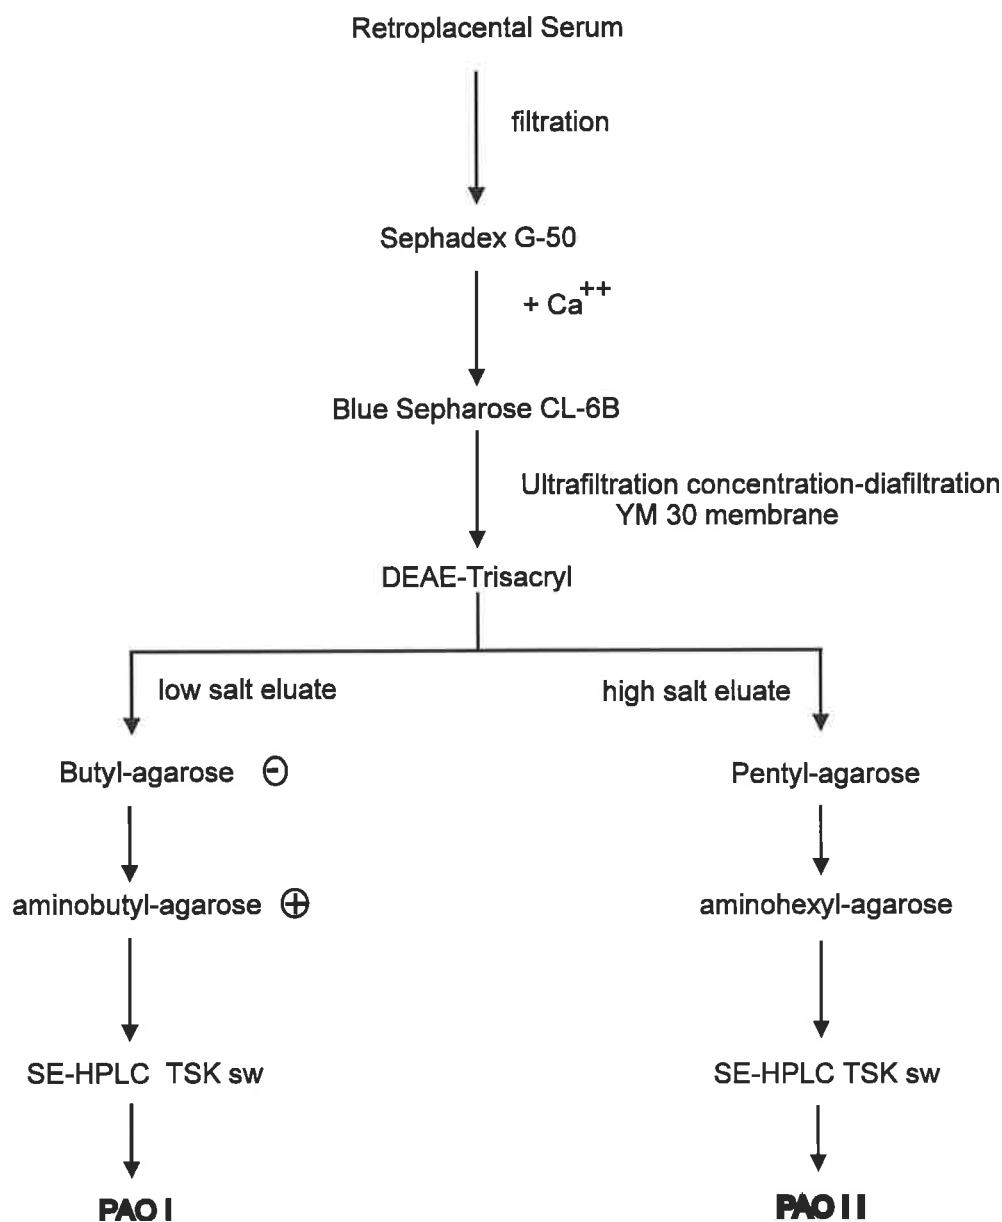 Retroplacental Serum
filtration
Sephadex G-50
+ Ca++
Blue Sepharose CL-6B
Ultrafiltration concentration-diafiltration
YM 30 membrane
DEAE-Trisacryl
low salt eluate
high salt eluate
Butyl-agarose ⊖
Pentyl-agarose
aminobutyl-agarose ⊕
aminohexyl-agarose
SE-HPLC TSK sw
SE-HPLC TSK sw
PAO I
PAO II